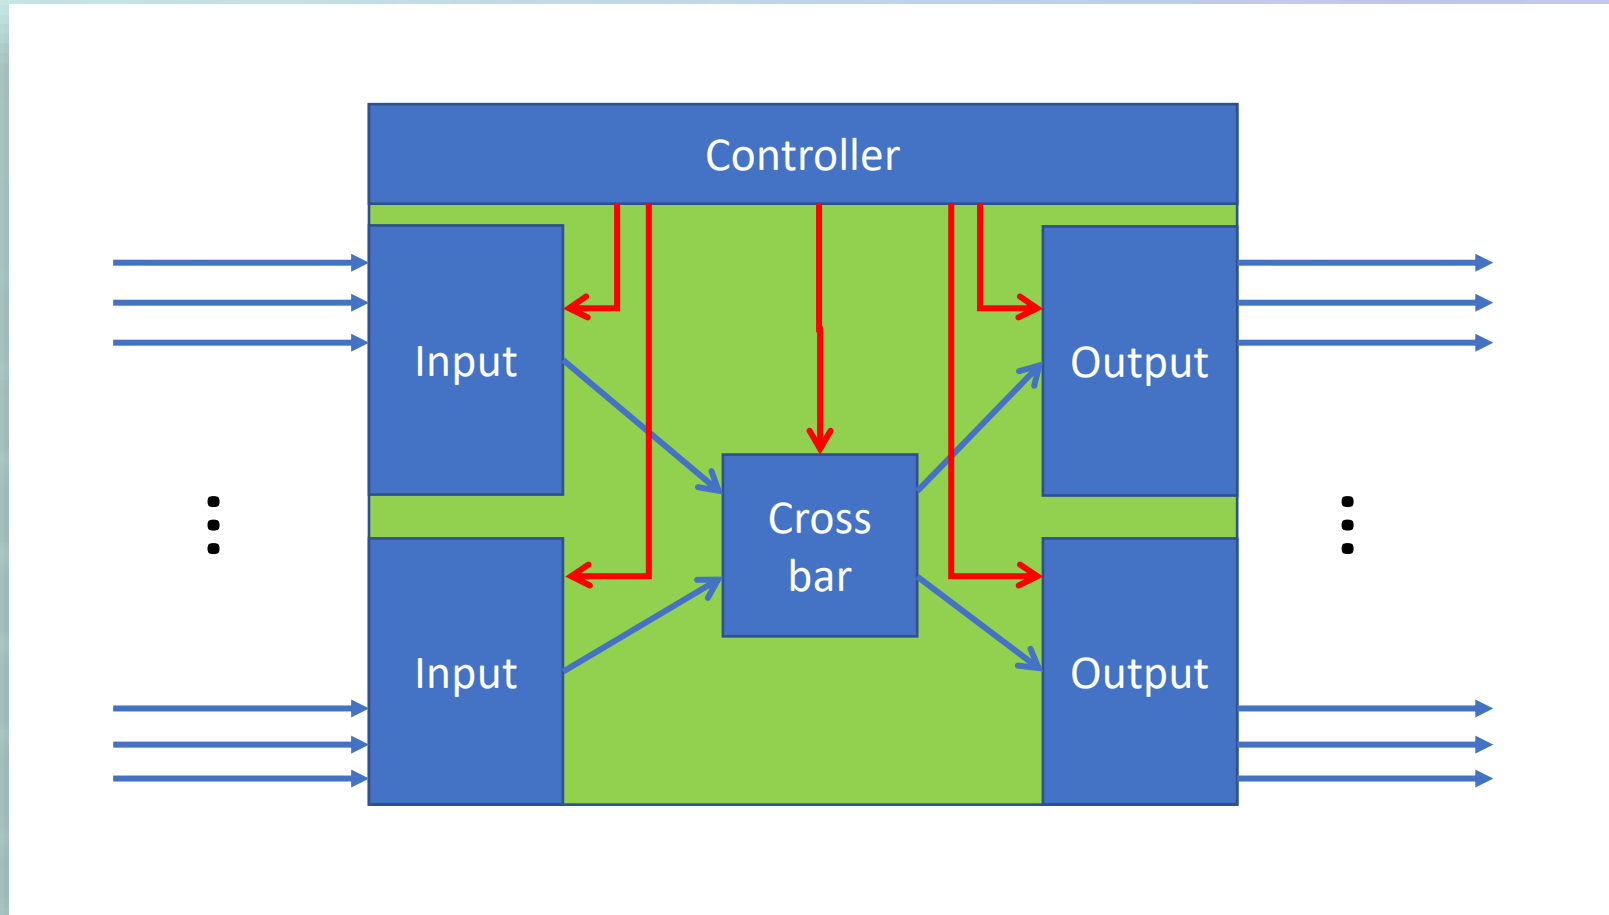 Controller
Input
Output
Cross
bar
Input
Output